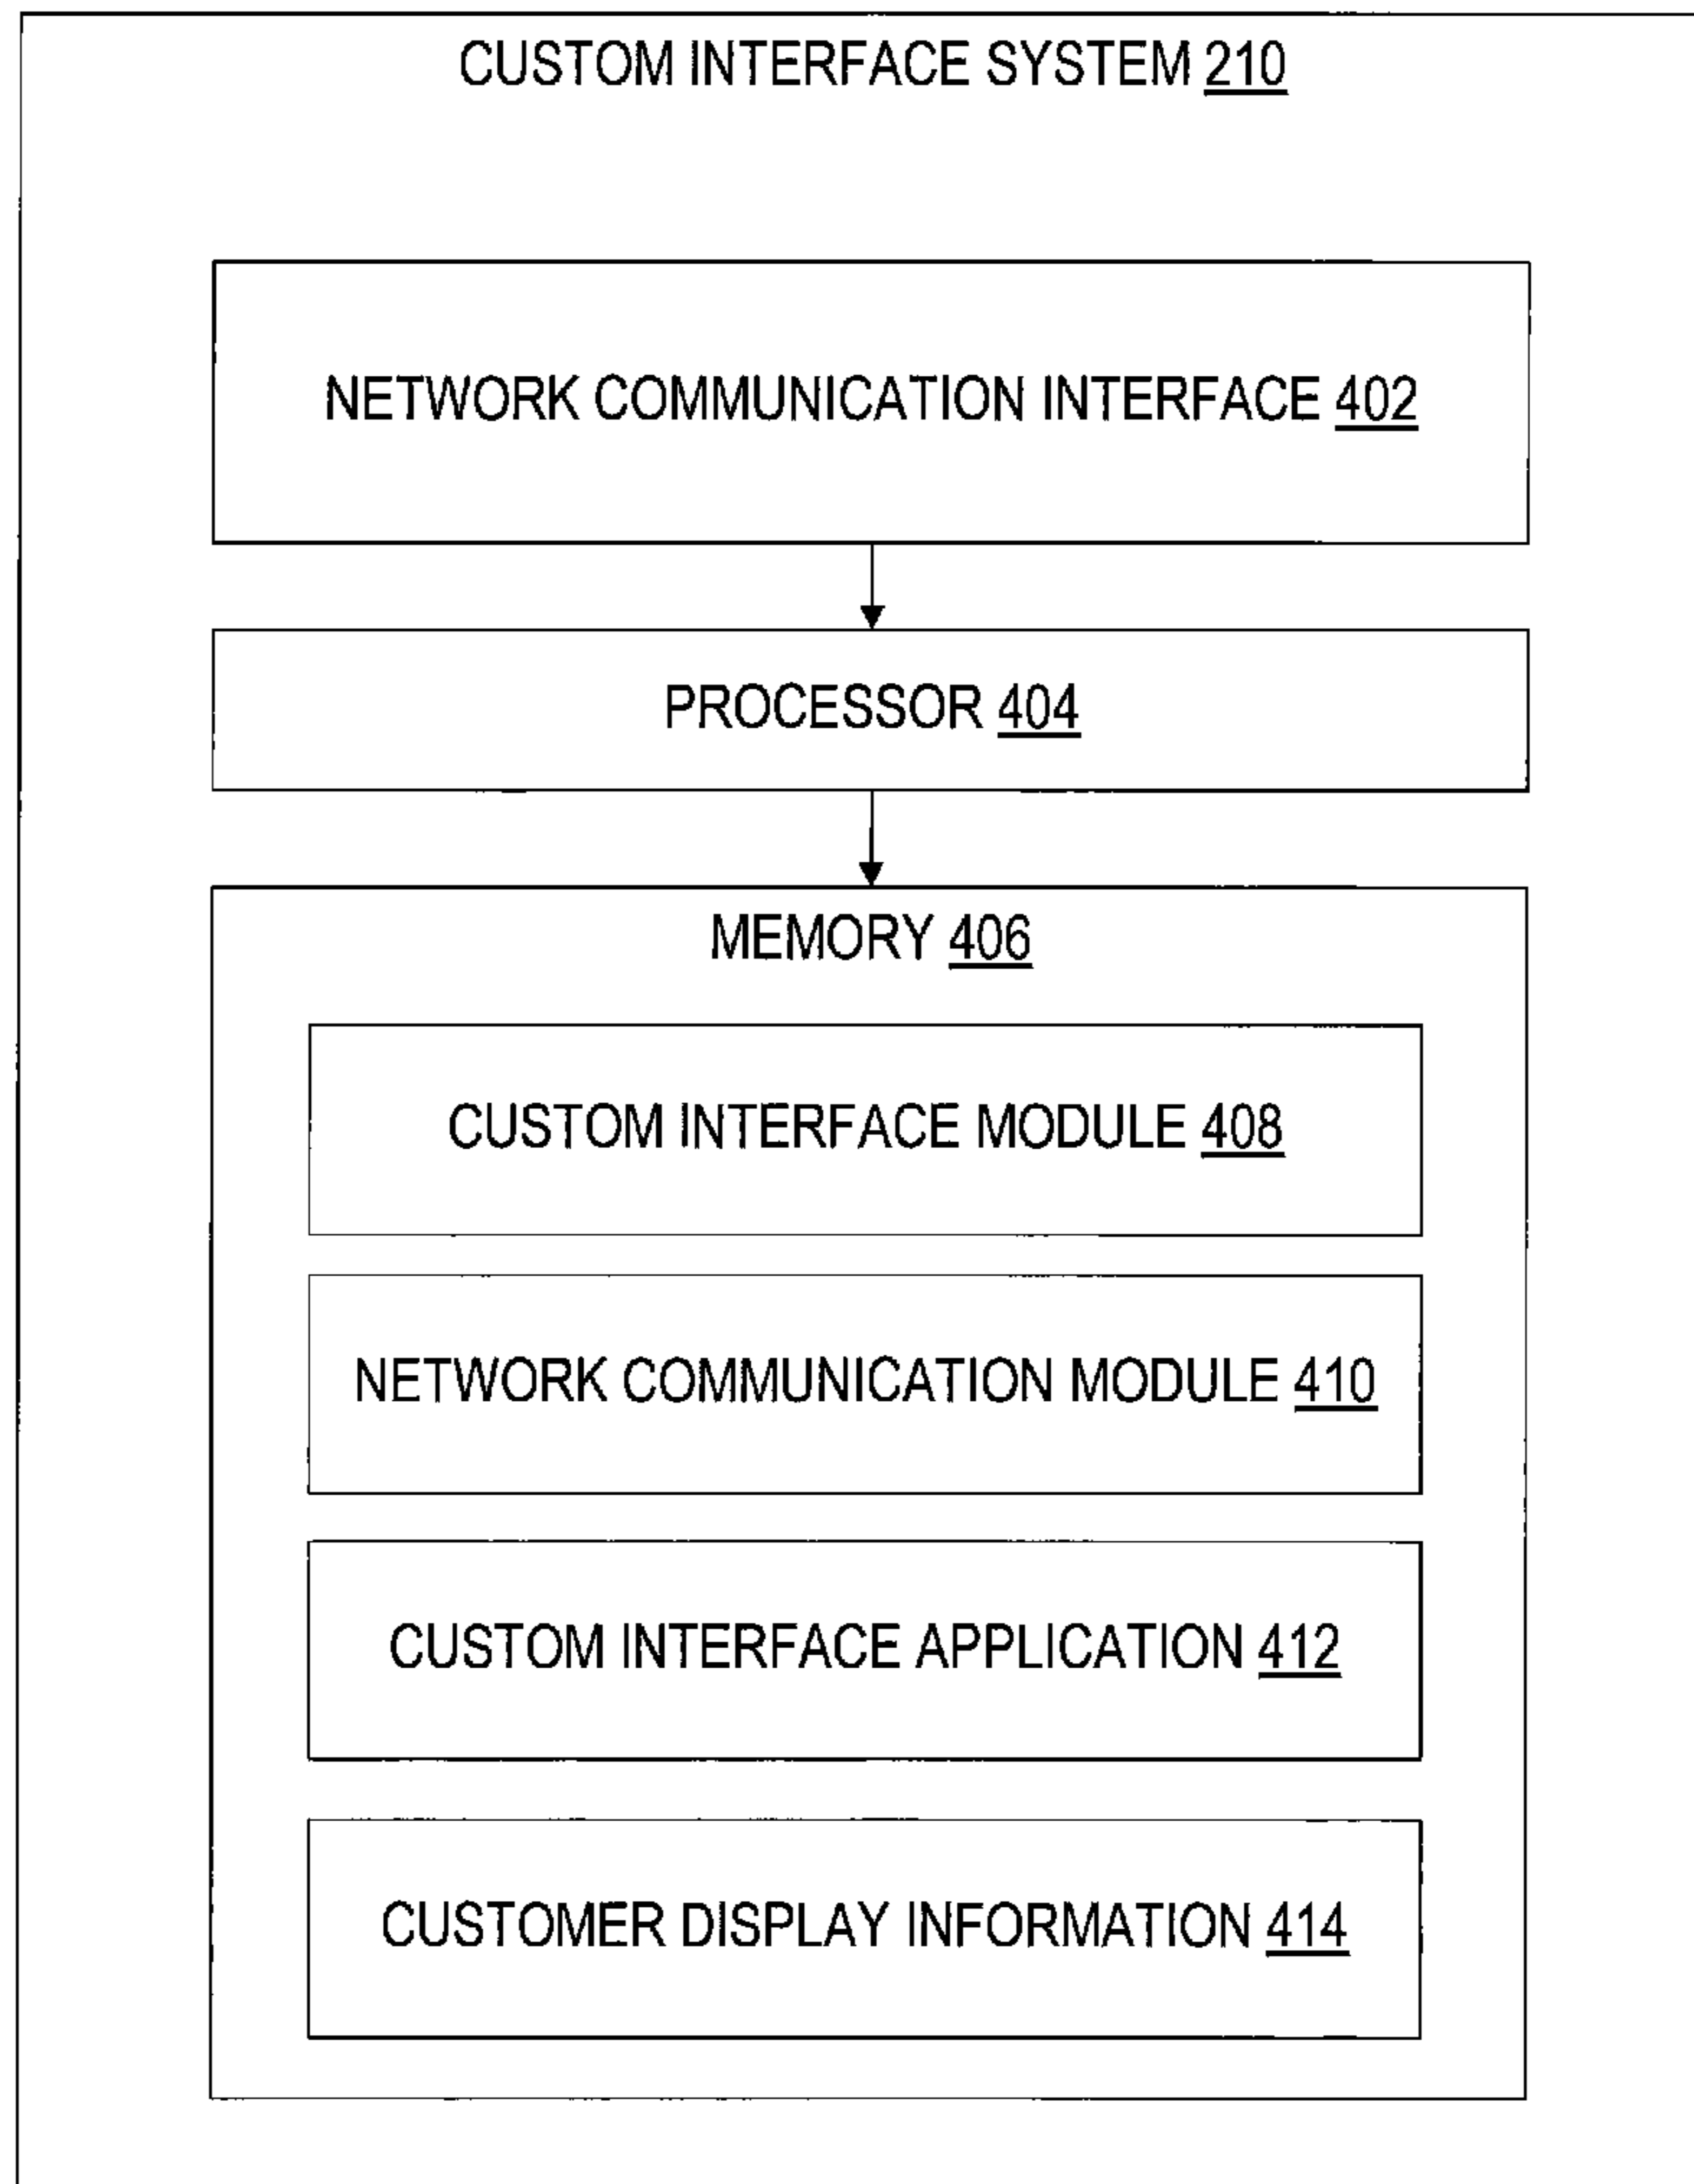 CUSTOM INTERFACE SYSTEM 210
NETWORK COMMUNICATION INTERFACE 402
PROCESSOR 404
MEMORY 406
CUSTOM INTERFACE MODULE 408
NETWORK COMMUNICATION MODULE 410
CUSTOM INTERFACE APPLICATION 412
CUSTOMER DISPLAY INFORMATION 414